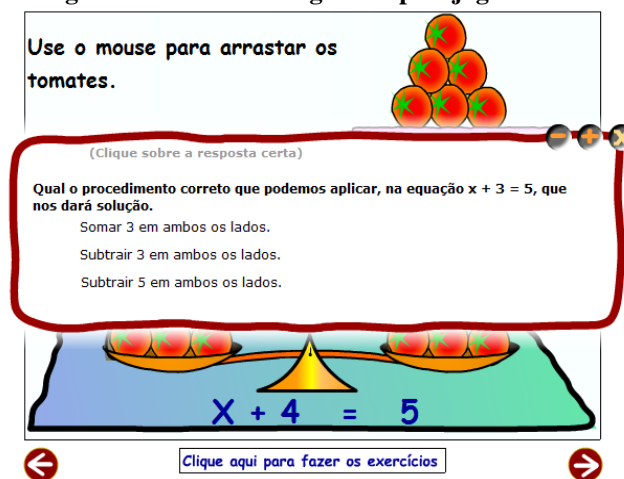 Use o mouse para arrastar os
tomates.
(Clique sobre a resposta certa)
Qual o procedimento correto que podemos aplicar, na equação x + 3 = 5, que
nos dará solução.
Somar 3 em ambos os lados.
Subtrair 3 em ambos os lados.
Subtrair 5 em ambos os lados.
X + 4 = 5
Clique aqui para fazer os exercícios